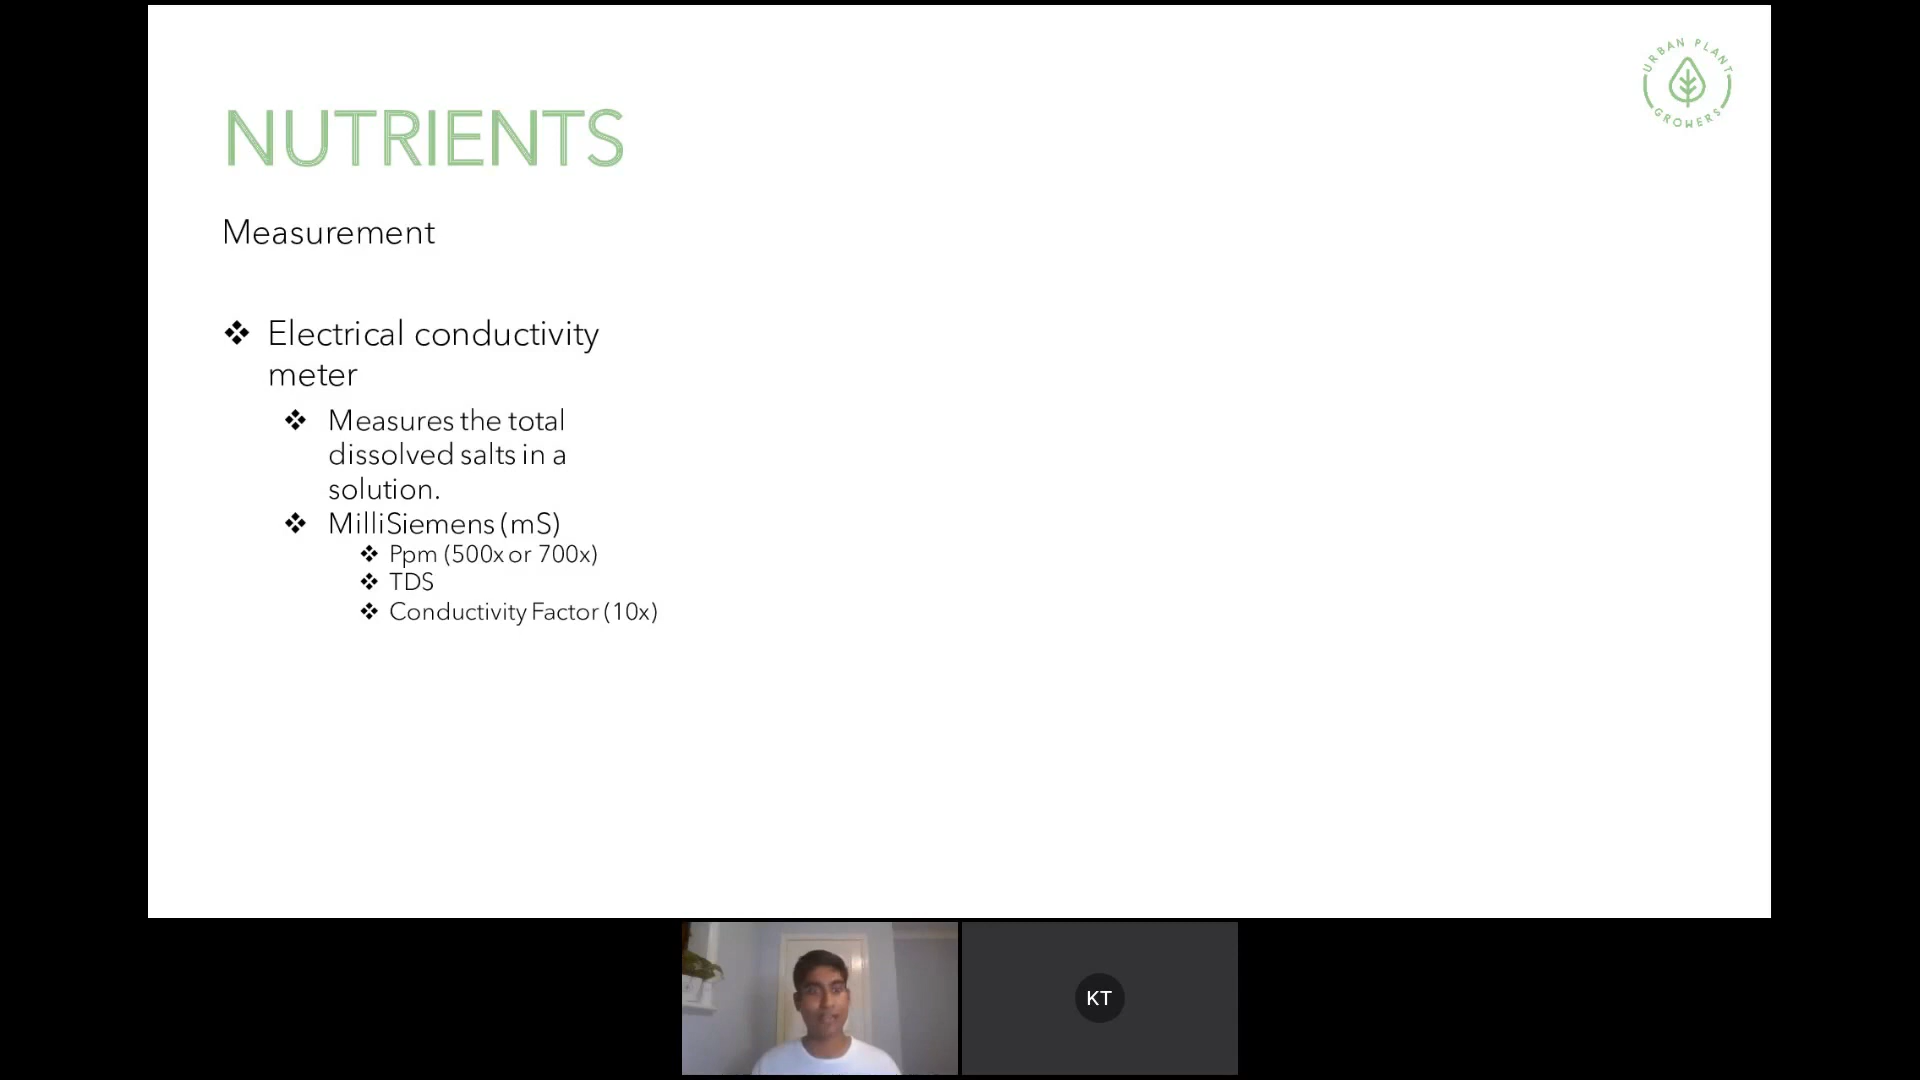 URBAN PLANT
GROWERS
NUTRIENTS
Measurement
Electrical conductivity
meter
Measures the total
dissolved salts in a
solution.
MilliSiemens (mS)
Ppm (500x or 700x)
TDS
Conductivity Factor (10x)
KT